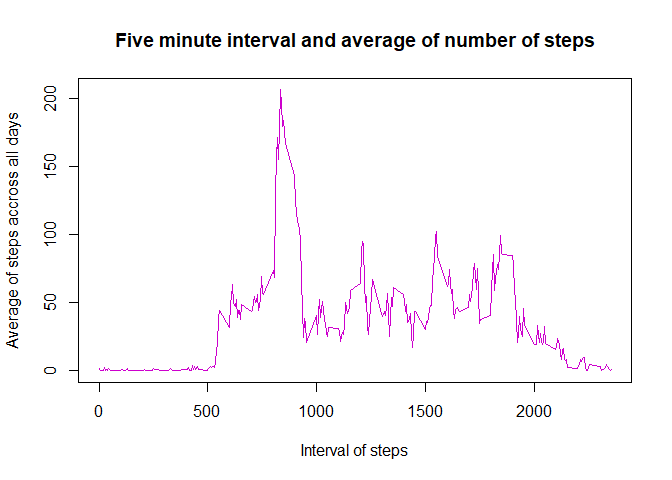 Five minute interval and average of number of steps
Average of steps accross all days
200
150
100
50
0
0 500 1000 1500 2000
Interval of steps